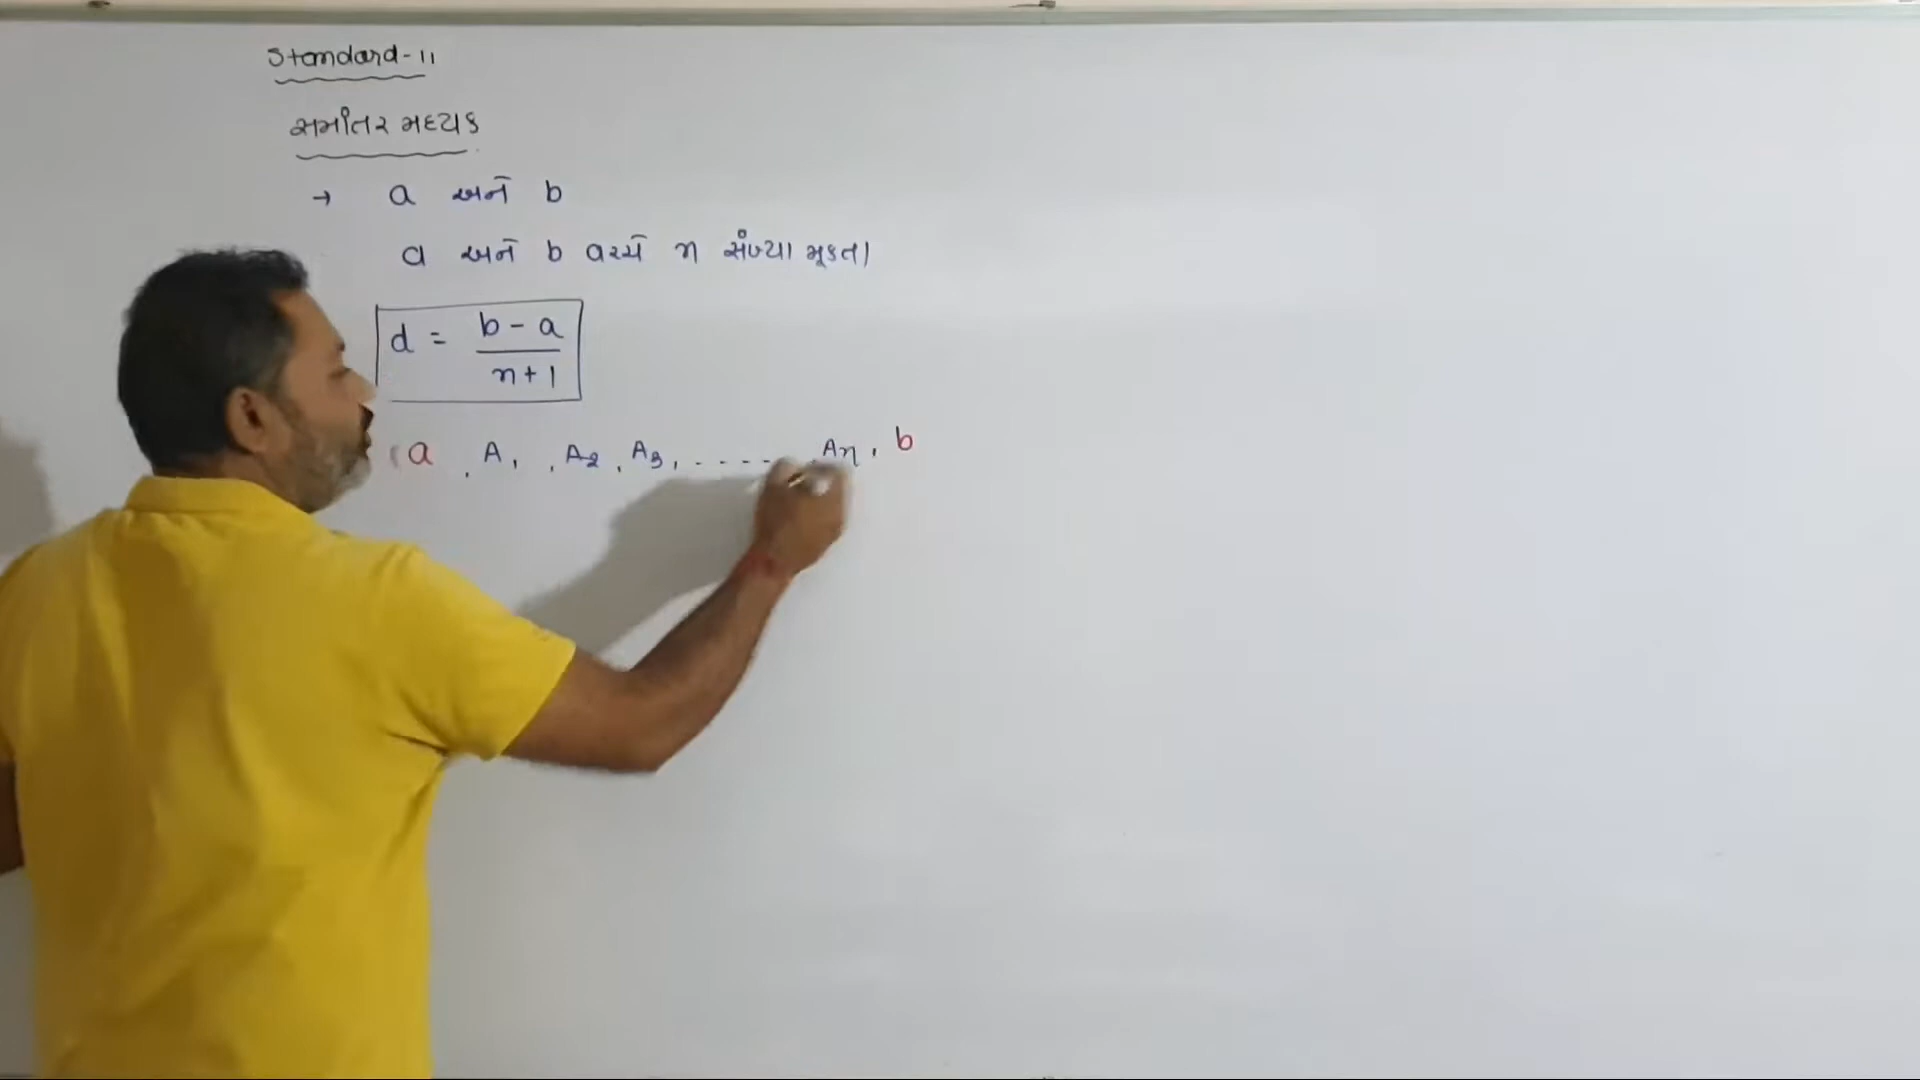 Standard-11
સમાંતર મધ્યક
→ a અને b
a અને b વચ્ચે n સંખ્યા મૂકતા
d = b - a / n + 1
a, A1, A2, A3, ......, An, b